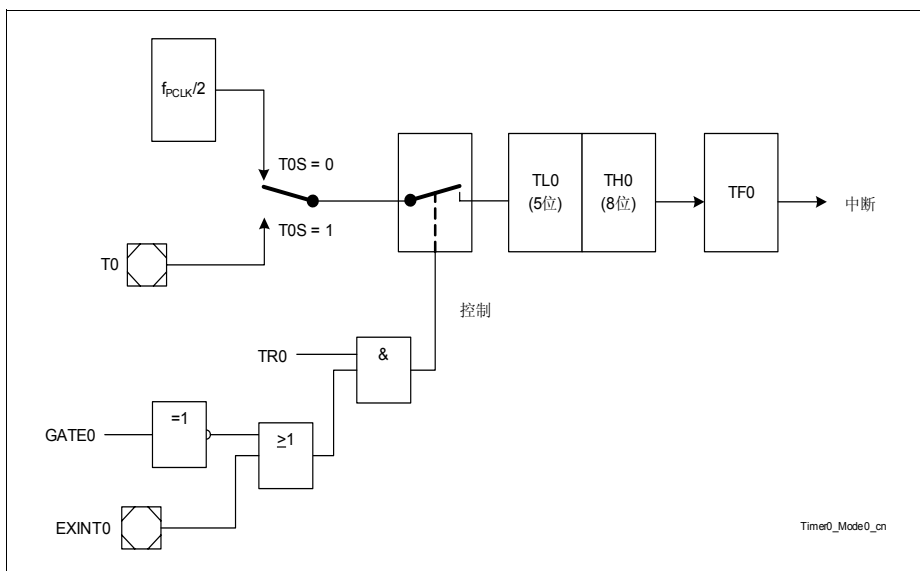 fPCLK/2
T0S = 0
T0S = 1
T0
TL0
(5位)
TH0
(8位)
TF0
中断
控制
TR0
&
GATE0
=1
≥1
EXINT0
Timer0_Mode0_cn